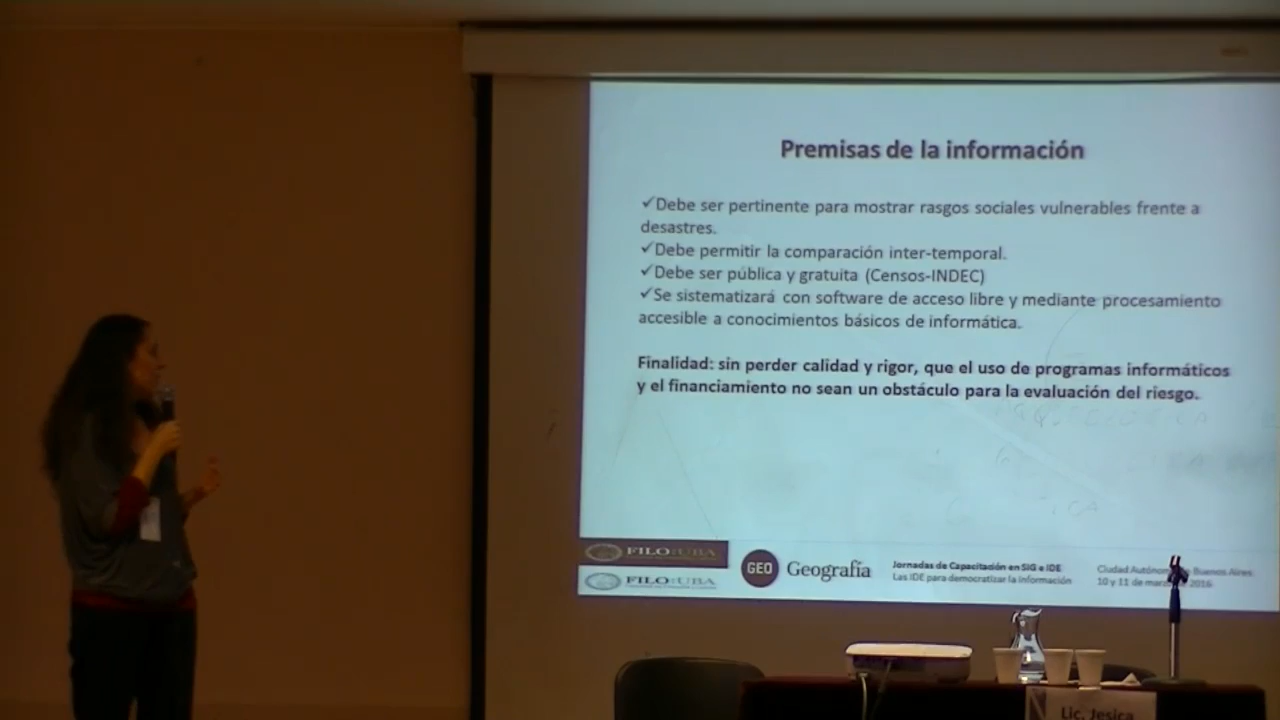 Premisas de la información
✓Debe ser pertinente para mostrar rasgos sociales vulnerables frente a
desastres.
✓Debe permitir la comparación inter-temporal.
✓Debe ser pública y gratuita (Censos-INDEC)
✓Se sistematizará con software de acceso libre y mediante procesamiento
accesible a conocimientos básicos de informática.
Finalidad: sin perder calidad y rigor, que el uso de programas informáticos
y el financiamiento no sean un obstáculo para la evaluación del riesgo.
FILO:UBA
FILO:UBA
GEO Geografía
Jornadas de Capacitación en SIG e IDE
Las IDE para democratizar la información
Ciudad Autónoma Buenos Aires
10 y 11 de marzo 2016
Lic. Jesica